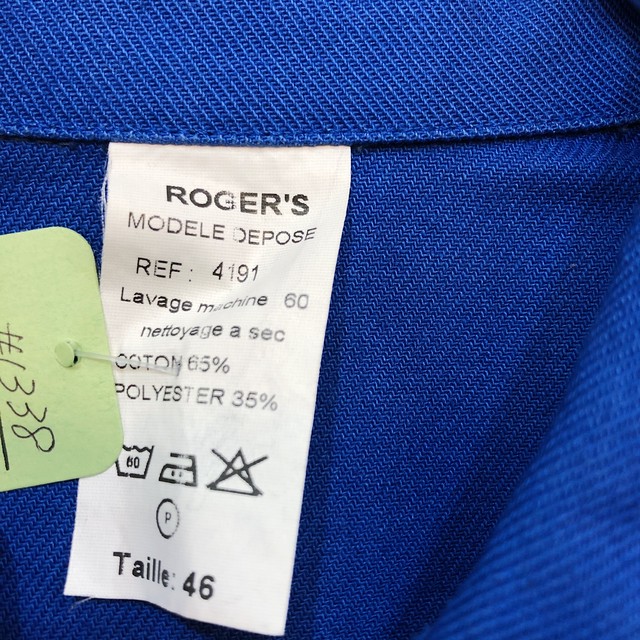 ROGER'S
MODELE DEPOSE
REF: 4191
Lavage machine 60
nettoyage a sec
COTON 65%
POLYESTER 35%
60
P
Taille: 46
#1338